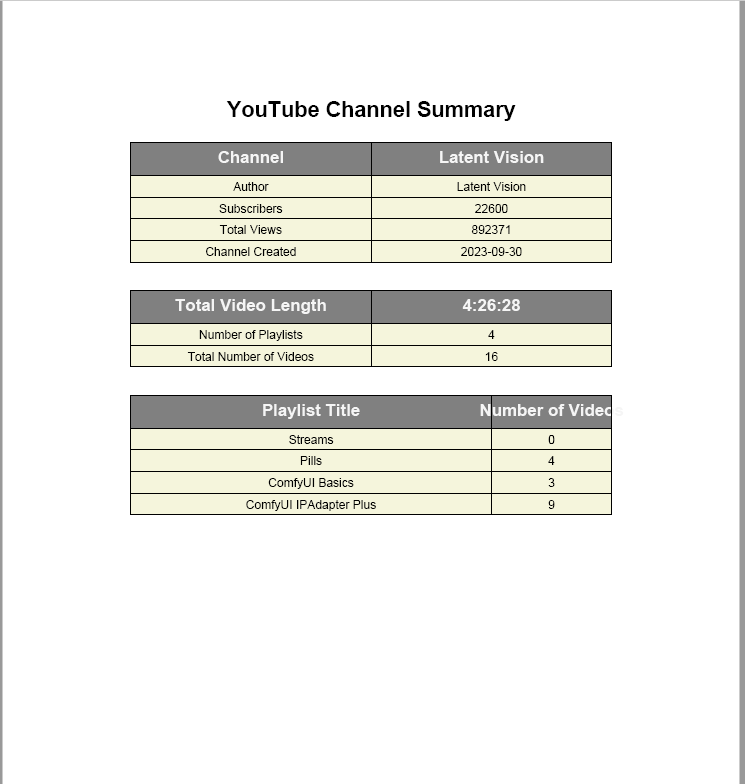 YouTube Channel Summary
Channel Latent Vision
Author Latent Vision
Subscribers 22600
Total Views 892371
Channel Created 2023-09-30
Total Video Length 4:26:28
Number of Playlists 4
Total Number of Videos 16
Playlist Title Number of Videos
Streams 0
Pills 4
ComfyUI Basics 3
ComfyUI IPAdapter Plus 9